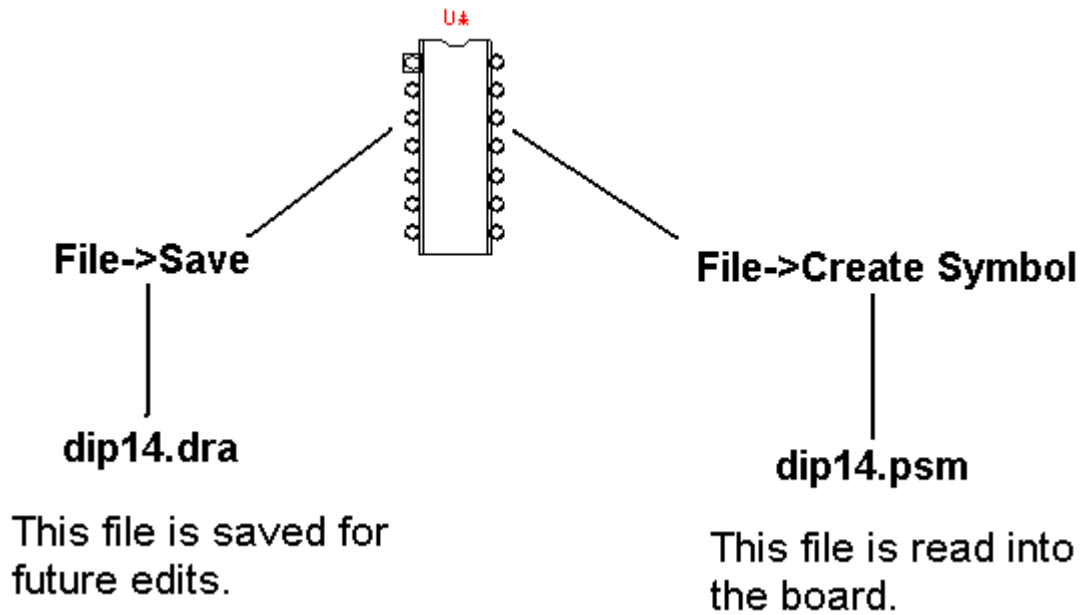 U*
File->Save
File->Create Symbol
dip14.dra
dip14.psm
This file is saved for
future edits.
This file is read into
the board.